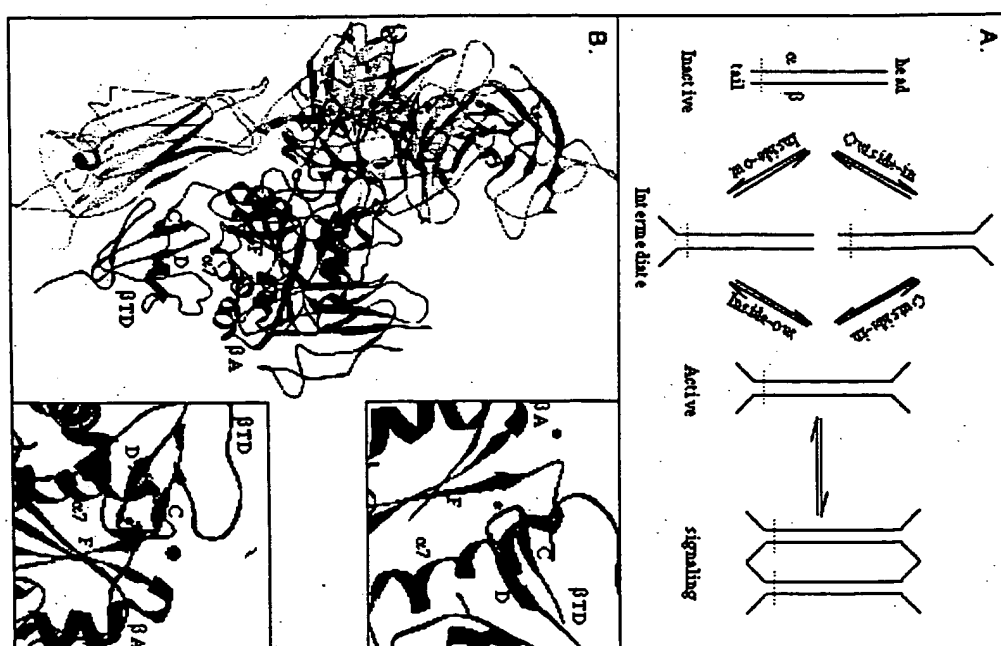 A.
head
α β
tail
Inactive
Outside-in
Inside-out
Intermediate
Outside-in
Inside-out
Active
signaling
B.
F
α7
D
C
βTD
βA
βA *
F
*
C
α7
D
βTD
βTD
D
C
*
α7
F
βA